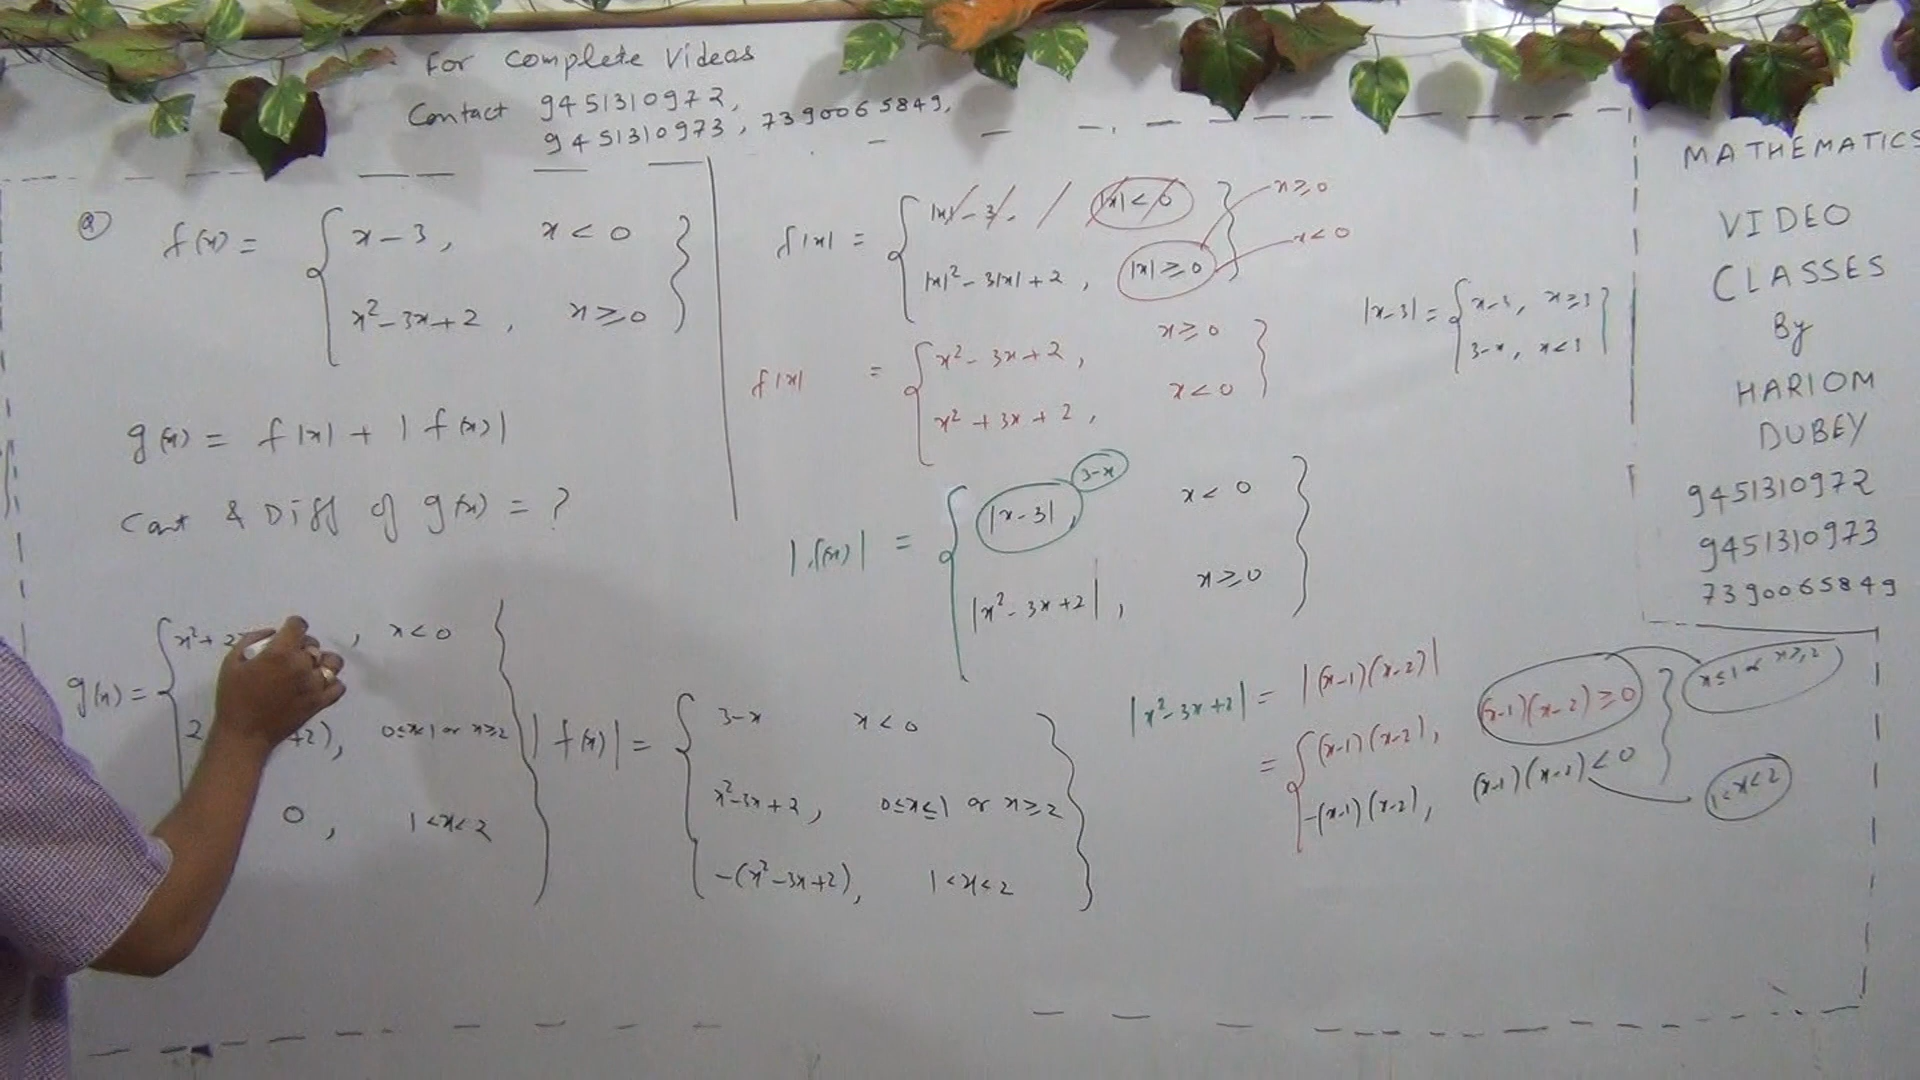 For Complete Videos
Contact 9451310972,
9451310973, 7390065849,
Q f(x) = { x-3, x<0
x²-3x+2, x≥0 }
g(x) = f|x| + |f(x)|
Cont & Diff of g(x) = ?
g(x) = { x²+2 , x<0
2 +2), 0≤x≤1 or x≥2
0, 1<x<2 }
f|x| = { |x|-3, |x|<0
|x|²-3|x|+2, |x|≥0 }
x≥0
x<0
f|x| = { x²-3x+2, x≥0
x²+3x+2, x<0 }
|x-3| = { x-3, x≥3
3-x, x<3 }
3-x
|f(x)| = { |x-3|, x<0
|x²-3x+2|, x≥0 }
|f(x)| = { 3-x x<0
x²-3x+2, 0≤x≤1 or x≥2
-(x²-3x+2), 1<x<2 }
|x²-3x+2| = |(x-1)(x-2)|
= { (x-1)(x-2), (x-1)(x-2)≥0 }
-(x-1)(x-2), (x-1)(x-2)<0
x≤1 or x≥2
1<x<2
MATHEMATICS
VIDEO
CLASSES
By
HARIOM
DUBEY
9451310972
9451310973
7390065849